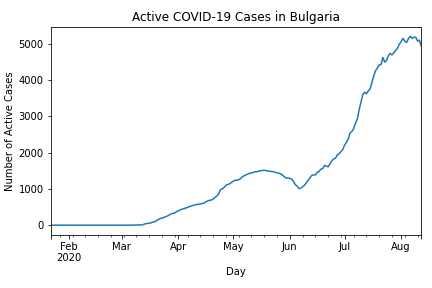 Active COVID-19 Cases in Bulgaria
Number of Active Cases
5000
4000
3000
2000
1000
0
Feb Mar Apr May Jun Jul Aug
2020
Day